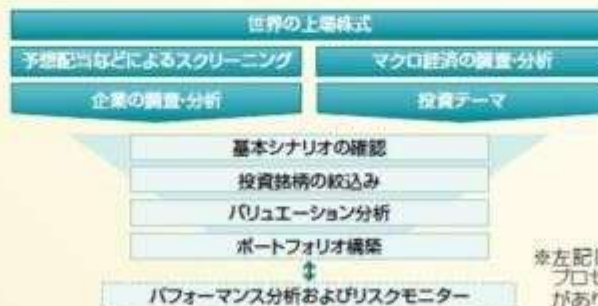 世界の上場株式
予想配当などによるスクリーニング
マクロ経済の調査・分析
企業の調査・分析
投資テーマ
基本シナリオの確認
投資銘柄の絞込み
バリュエーション分析
ポートフォリオ構築
パフォーマンス分析およびリスクモニター
※左記
プロセ
があり